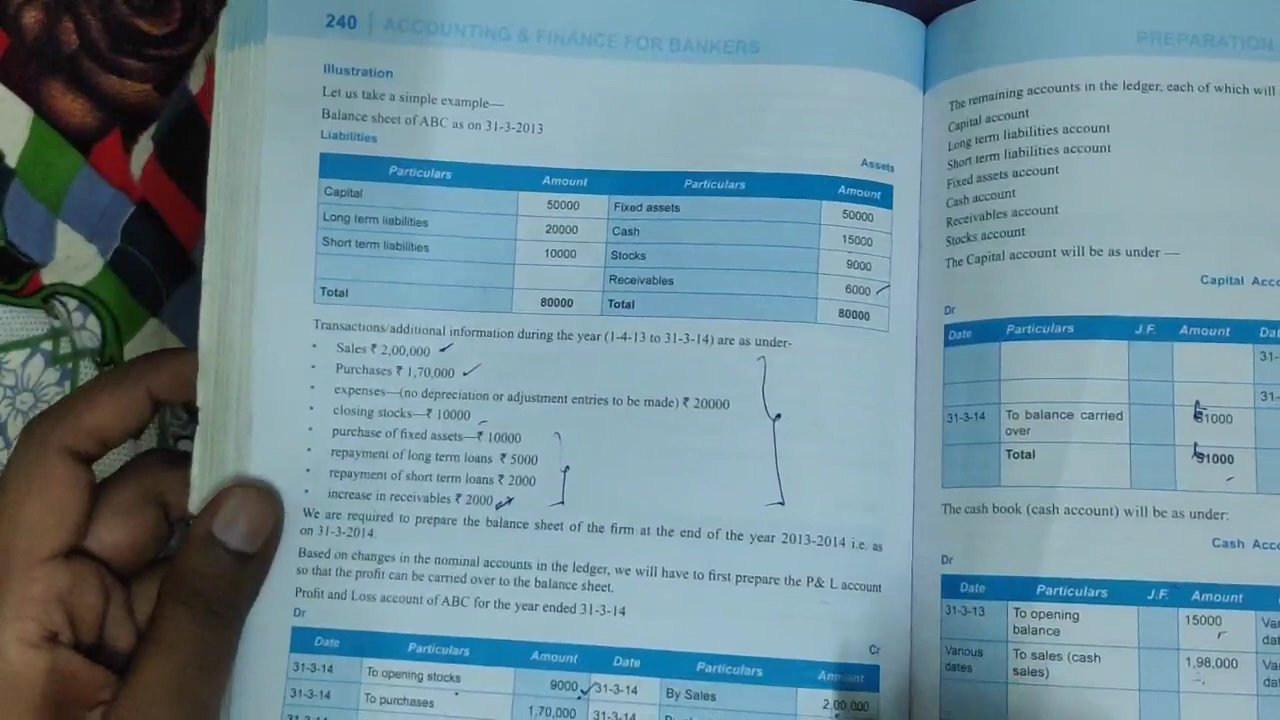 240 | ACCOUNTING & FINANCE FOR BANKERS
Illustration
Let us take a simple example—
Balance sheet of ABC as on 31-3-2013
Liabilities Assets
Particulars Amount Particulars Amount
Capital 50000 Fixed assets 50000
Long term liabilities 20000 Cash 15000
Short term liabilities 10000 Stocks 9000
Receivables 6000
Total 80000 Total 80000
Transactions/additional information during the year (1-4-13 to 31-3-14) are as under-
• Sales ₹ 2,00,000
• Purchases ₹ 1,70,000
• expenses—(no depreciation or adjustment entries to be made) ₹ 20000
• closing stocks—₹ 10000
• purchase of fixed assets—₹ 10000
• repayment of long term loans ₹ 5000
• repayment of short term loans ₹ 2000
• increase in receivables ₹ 2000
We are required to prepare the balance sheet of the firm at the end of the year 2013-2014 i.e. as
on 31-3-2014.
Based on changes in the nominal accounts in the ledger, we will have to first prepare the P& L account
so that the profit can be carried over to the balance sheet.
Profit and Loss account of ABC for the year ended 31-3-14
Dr Cr
Date Particulars Amount Date Particulars Amount
31-3-14 To opening stocks 9000 31-3-14 By Sales 2,00,000
31-3-14 To purchases 1,70,000 31-3-14
PREPARATION
The remaining accounts in the ledger, each of which will
Capital account
Long term liabilities account
Short term liabilities account
Fixed assets account
Cash account
Receivables account
Stocks account
The Capital account will be as under —
Capital Acc
Dr
Date Particulars J.F. Amount Da
31-
31-
31-3-14 To balance carried over 51000
Total 51000
The cash book (cash account) will be as under:
Cash Acc
Dr
Date Particulars J.F. Amount
31-3-13 To opening balance 15000 Va
da
Various dates To sales (cash sales) 1,98,000 Va
da